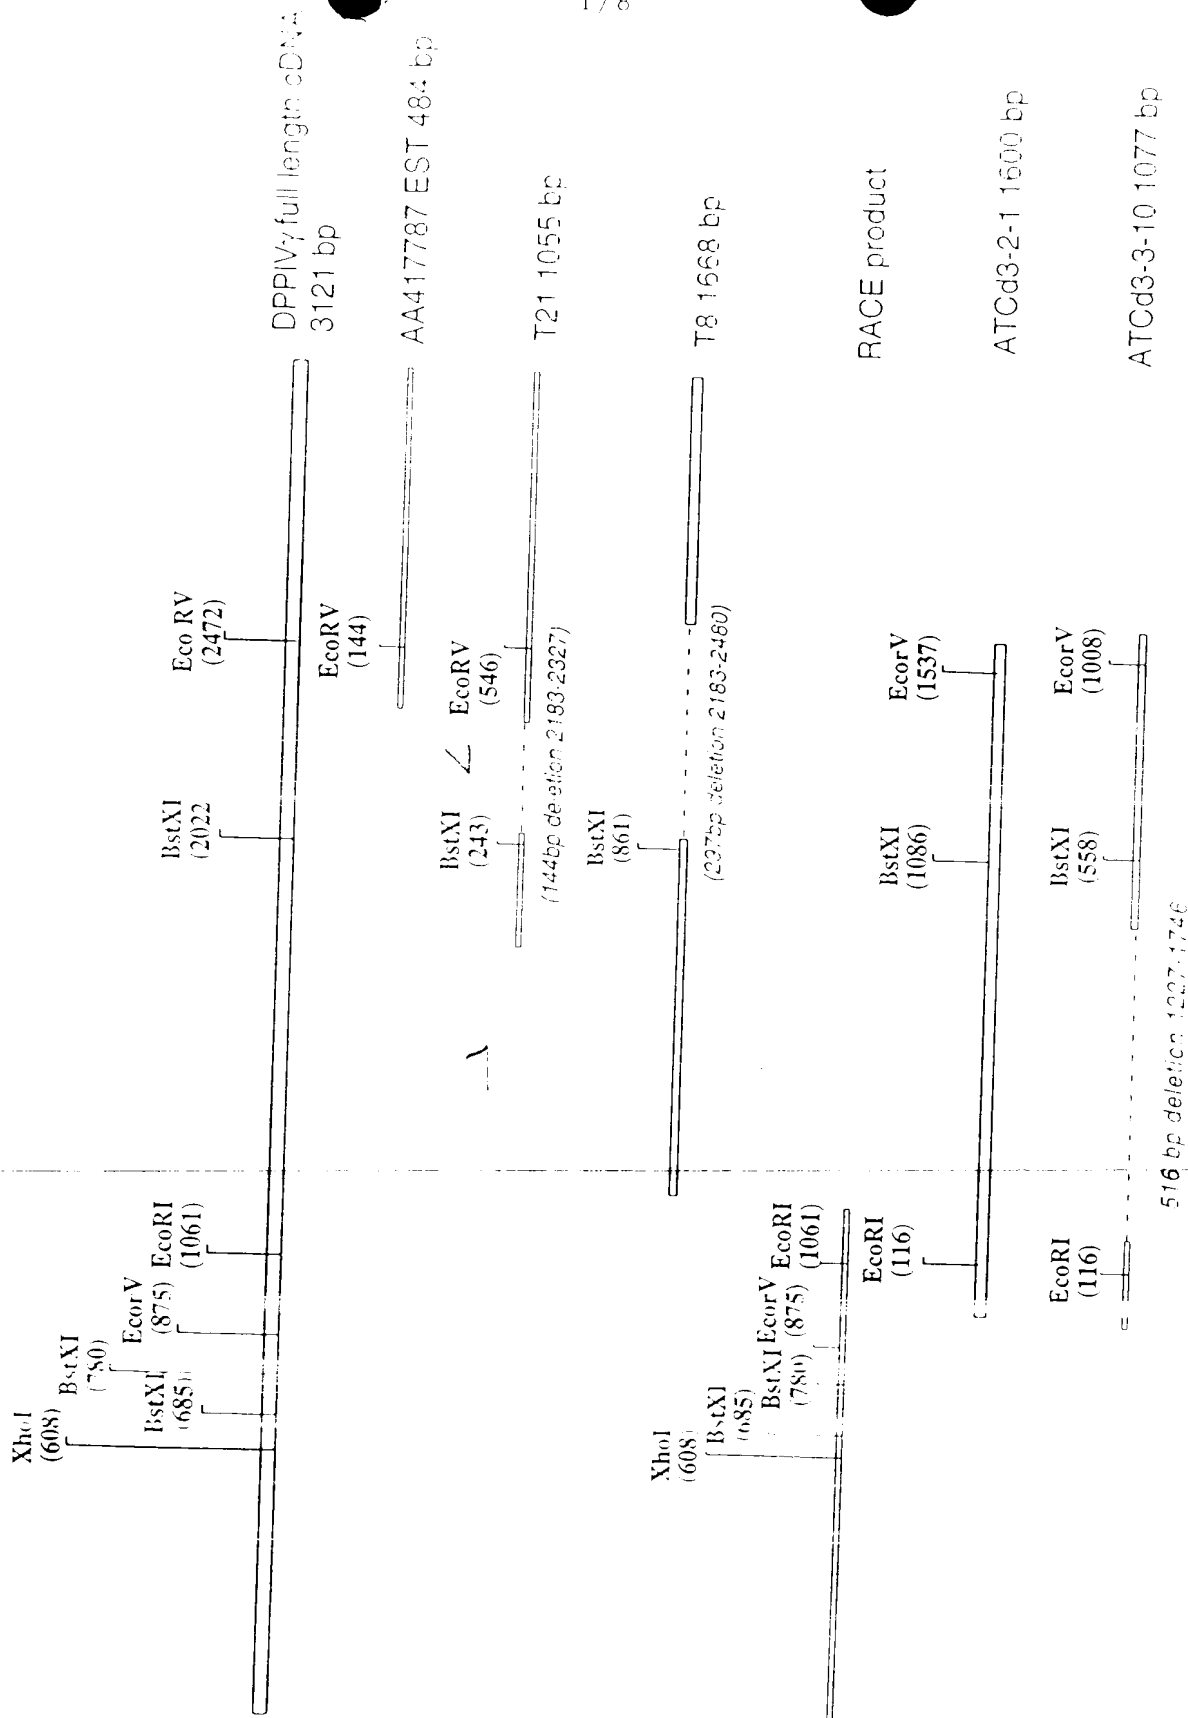 1/8
DPPIVγ full length cDNA
3121 bp
XhoI
(608)
BstXI
(780)
BstXI
(685)
EcorV
(875)
EcoRI
(1061)
BstXI
(2022
Eco RV
(2472)
AA417787 EST 484 bp
EcoRV
(144)
T21 1055 bp
BstXI
(243)
EcoRV
(546)
(144bp deletion 2183-2327)
T8 1668 bp
BstXI
(861)
(297bp deletion 2183-2480)
RACE product
XhoI
(608)
BstXI
(685)
BstXI
(780)
EcorV
(875)
EcoRI
(1061)
ATCd3-2-1 1600 bp
EcoRI
(116)
BstXI
(1086)
EcorV
(1537)
ATCd3-3-10 1077 bp
EcoRI
(116)
BstXI
(558)
EcorV
(1008)
516 bp deletion 1227-1746